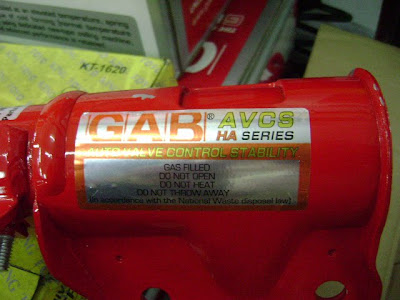 KT-1620
GAB® AVCS
HA SERIES
AUTO VALVE CONTROL STABILITY
GAS FILLED
DO NOT OPEN
DO NOT HEAT
DO NOT THROW AWAY
[in accordance with the National Waste disposal law]